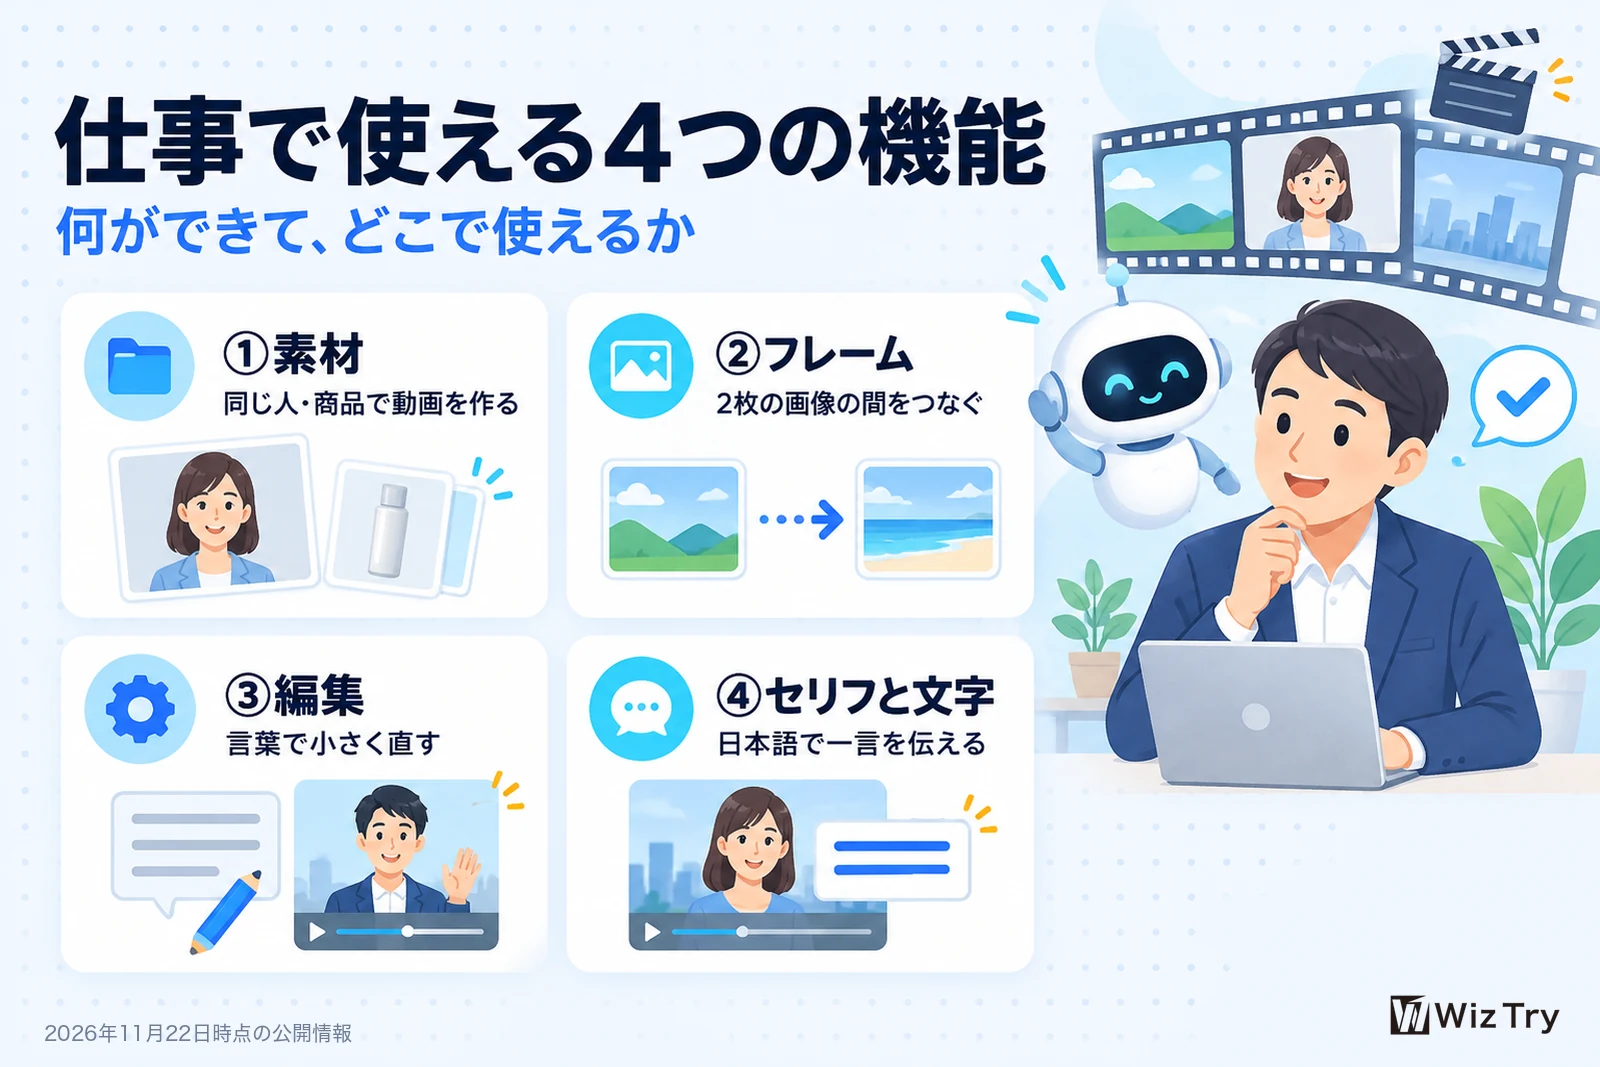 仕事で使える4つの機能
何ができて、どこで使えるか
①素材
同じ人・商品で動画を作る
②フレーム
2枚の画像の間をつなぐ
③編集
言葉で小さく直す
④セリフと文字
日本語で一言を伝える
2026年11月22日時点の公開情報
Wiz Try